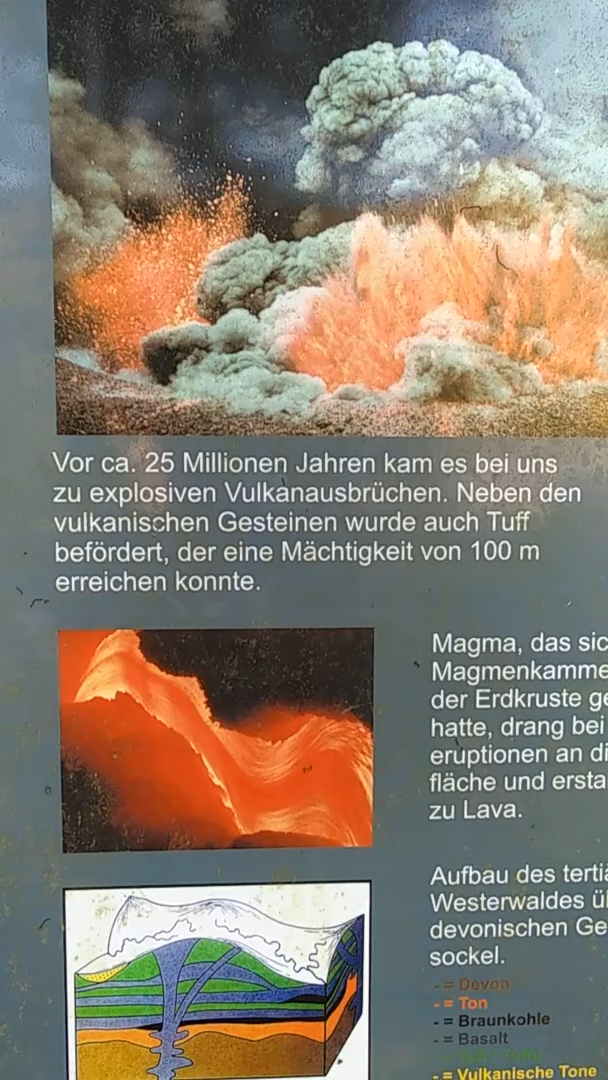 Vor ca. 25 Millionen Jahren kam es bei uns
zu explosiven Vulkanausbrüchen. Neben den
vulkanischen Gesteinen wurde auch Tuff
befördert, der eine Mächtigkeit von 100 m
erreichen konnte.
Magma, das sic
Magmenkamme
der Erdkruste ge
hatte, drang bei
eruptionen an di
fläche und ersta
zu Lava.
Aufbau des tertiä
Westerwaldes ü
devonischen Ge
sockel.
- = Devon
- = Ton
- = Braunkohle
- = Basalt
- = Vulkanische Tone